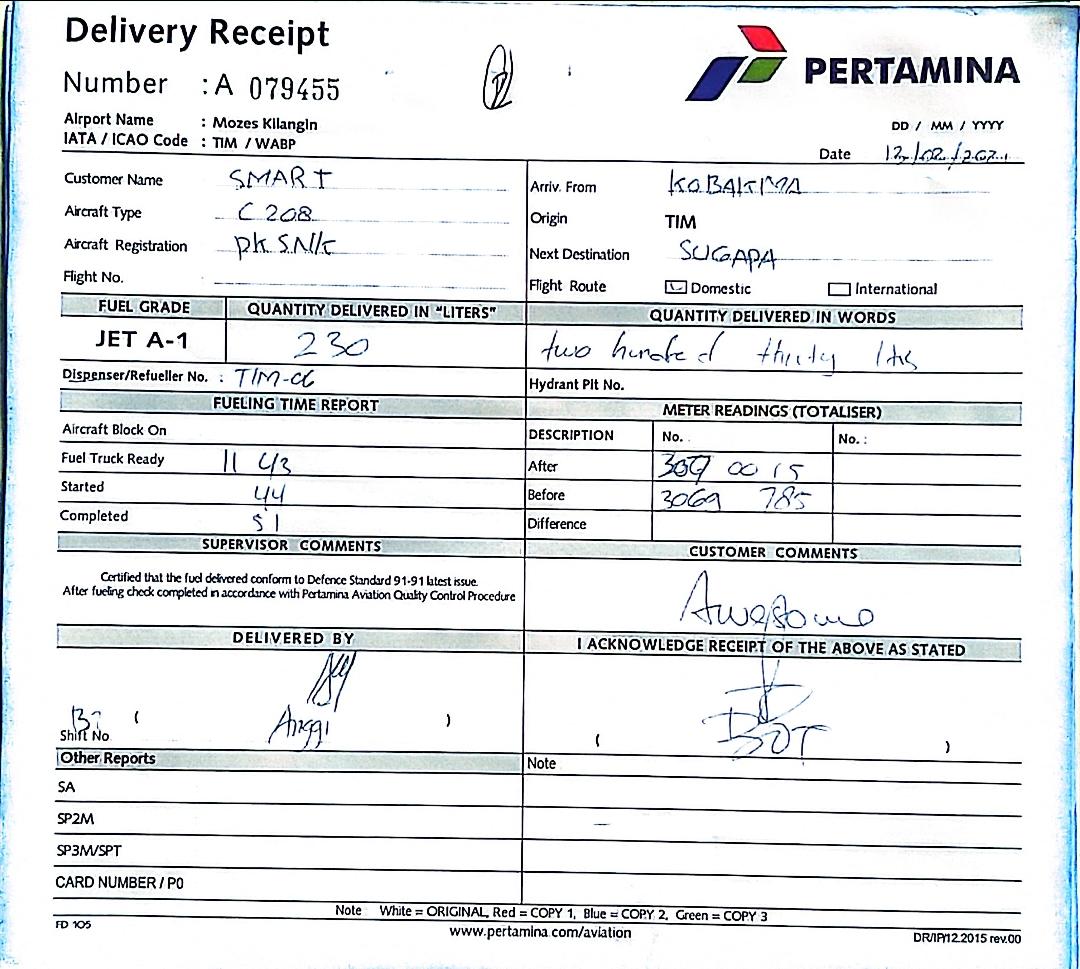 Delivery Receipt
Number : A 079455
PERTAMINA
Airport Name : Mozes Kilangin
IATA / ICAO Code : TIM / WABP
DD / MM / YYYY
Date 12/02/2021
Customer Name SMART
Aircraft Type C 208
Aircraft Registration PK SNK
Flight No.
Arriv. From KOBAKMA
Origin TIM
Next Destination SUGAPA
Flight Route Domestic International
FUEL GRADE QUANTITY DELIVERED IN "LITERS" QUANTITY DELIVERED IN WORDS
JET A-1 230 two hundred thirty ltrs
Dispenser/Refueller No. : TIM-06 Hydrant Pit No.
FUELING TIME REPORT
Aircraft Block On
Fuel Truck Ready 11 43
Started 44
Completed 51
METER READINGS (TOTALISER)
DESCRIPTION No. No. :
After 00 15
Before 3069 785
Difference
SUPERVISOR COMMENTS
Certified that the fuel delivered conform to Defence Standard 91-91 latest issue.
After fueling check completed in accordance with Pertamina Aviation Quality Control Procedure
CUSTOMER COMMENTS
Awesome
DELIVERED BY
Anggi
( )
Shift No
I ACKNOWLEDGE RECEIPT OF THE ABOVE AS STATED
( )
Other Reports Note
SA
SP2M
SP3M/SPT
CARD NUMBER / PO
Note White = ORIGINAL, Red = COPY 1, Blue = COPY 2, Green = COPY 3
FD 105 www.pertamina.com/aviation DR/IP/12.2015 rev.00